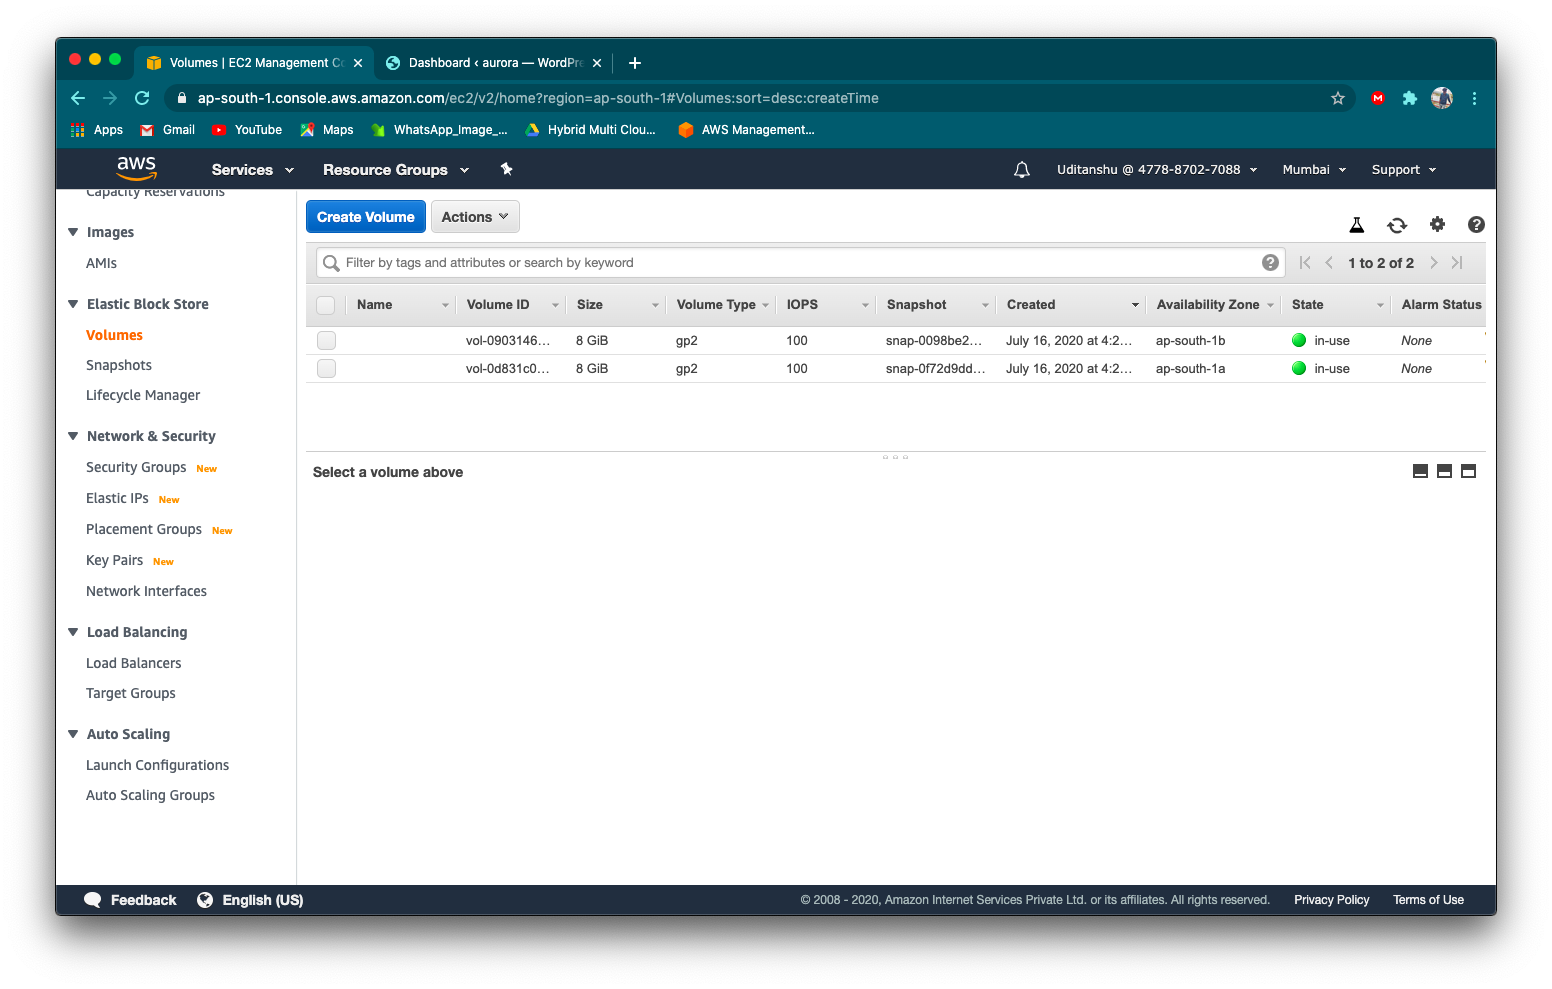 Volumes | EC2 Management Co
Dashboard ‹ aurora — WordPre
ap-south-1.console.aws.amazon.com/ec2/v2/home?region=ap-south-1#Volumes:sort=desc:createTime
Apps Gmail YouTube Maps WhatsApp_Image_... Hybrid Multi Clou... AWS Management...
aws Services Resource Groups Uditanshu @ 4778-8702-7088 Mumbai Support
Capacity Reservations
Images
AMIs
Elastic Block Store
Volumes
Snapshots
Lifecycle Manager
Network & Security
Security Groups New
Elastic IPs New
Placement Groups New
Key Pairs New
Network Interfaces
Load Balancing
Load Balancers
Target Groups
Auto Scaling
Launch Configurations
Auto Scaling Groups
Create Volume Actions
Filter by tags and attributes or search by keyword
1 to 2 of 2
Name Volume ID Size Volume Type IOPS Snapshot Created Availability Zone State Alarm Status
vol-0903146... 8 GiB gp2 100 snap-0098be2... July 16, 2020 at 4:2... ap-south-1b in-use None
vol-0d831c0... 8 GiB gp2 100 snap-0f72d9dd... July 16, 2020 at 4:2... ap-south-1a in-use None
Select a volume above
Feedback English (US)
© 2008 - 2020, Amazon Internet Services Private Ltd. or its affiliates. All rights reserved. Privacy Policy Terms of Use